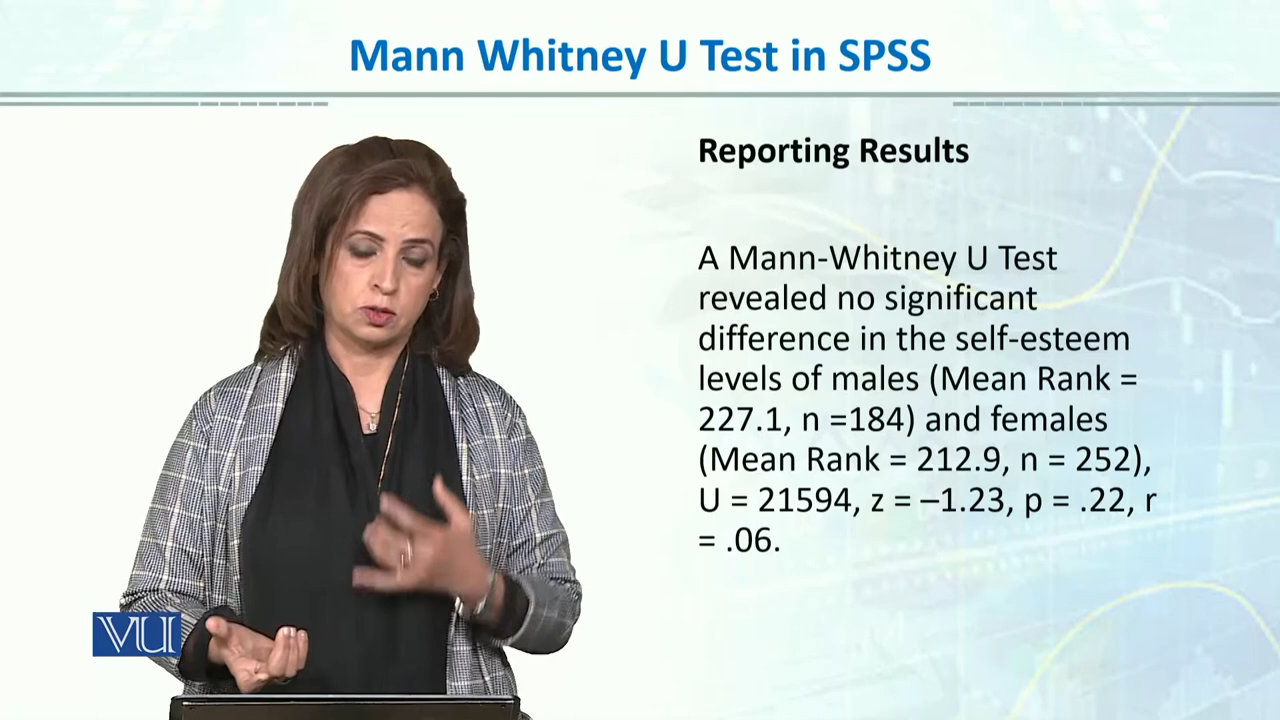 Mann Whitney U Test in SPSS
Reporting Results
A Mann-Whitney U Test
revealed no significant
difference in the self-esteem
levels of males (Mean Rank =
227.1, n =184) and females
(Mean Rank = 212.9, n = 252),
U = 21594, z = –1.23, p = .22, r
= .06.
VU